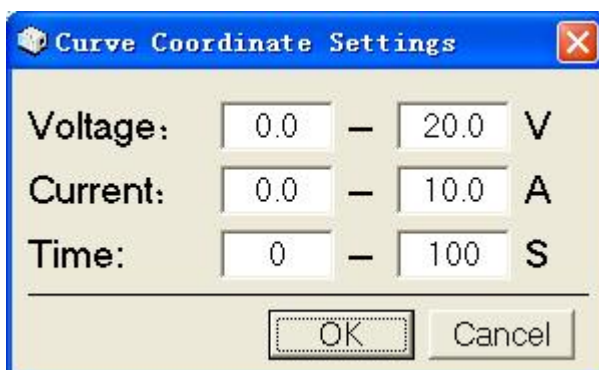 Curve Coordinate Settings
Voltage: 0.0 – 20.0 V
Current: 0.0 – 10.0 A
Time: 0 – 100 S
OK Cancel